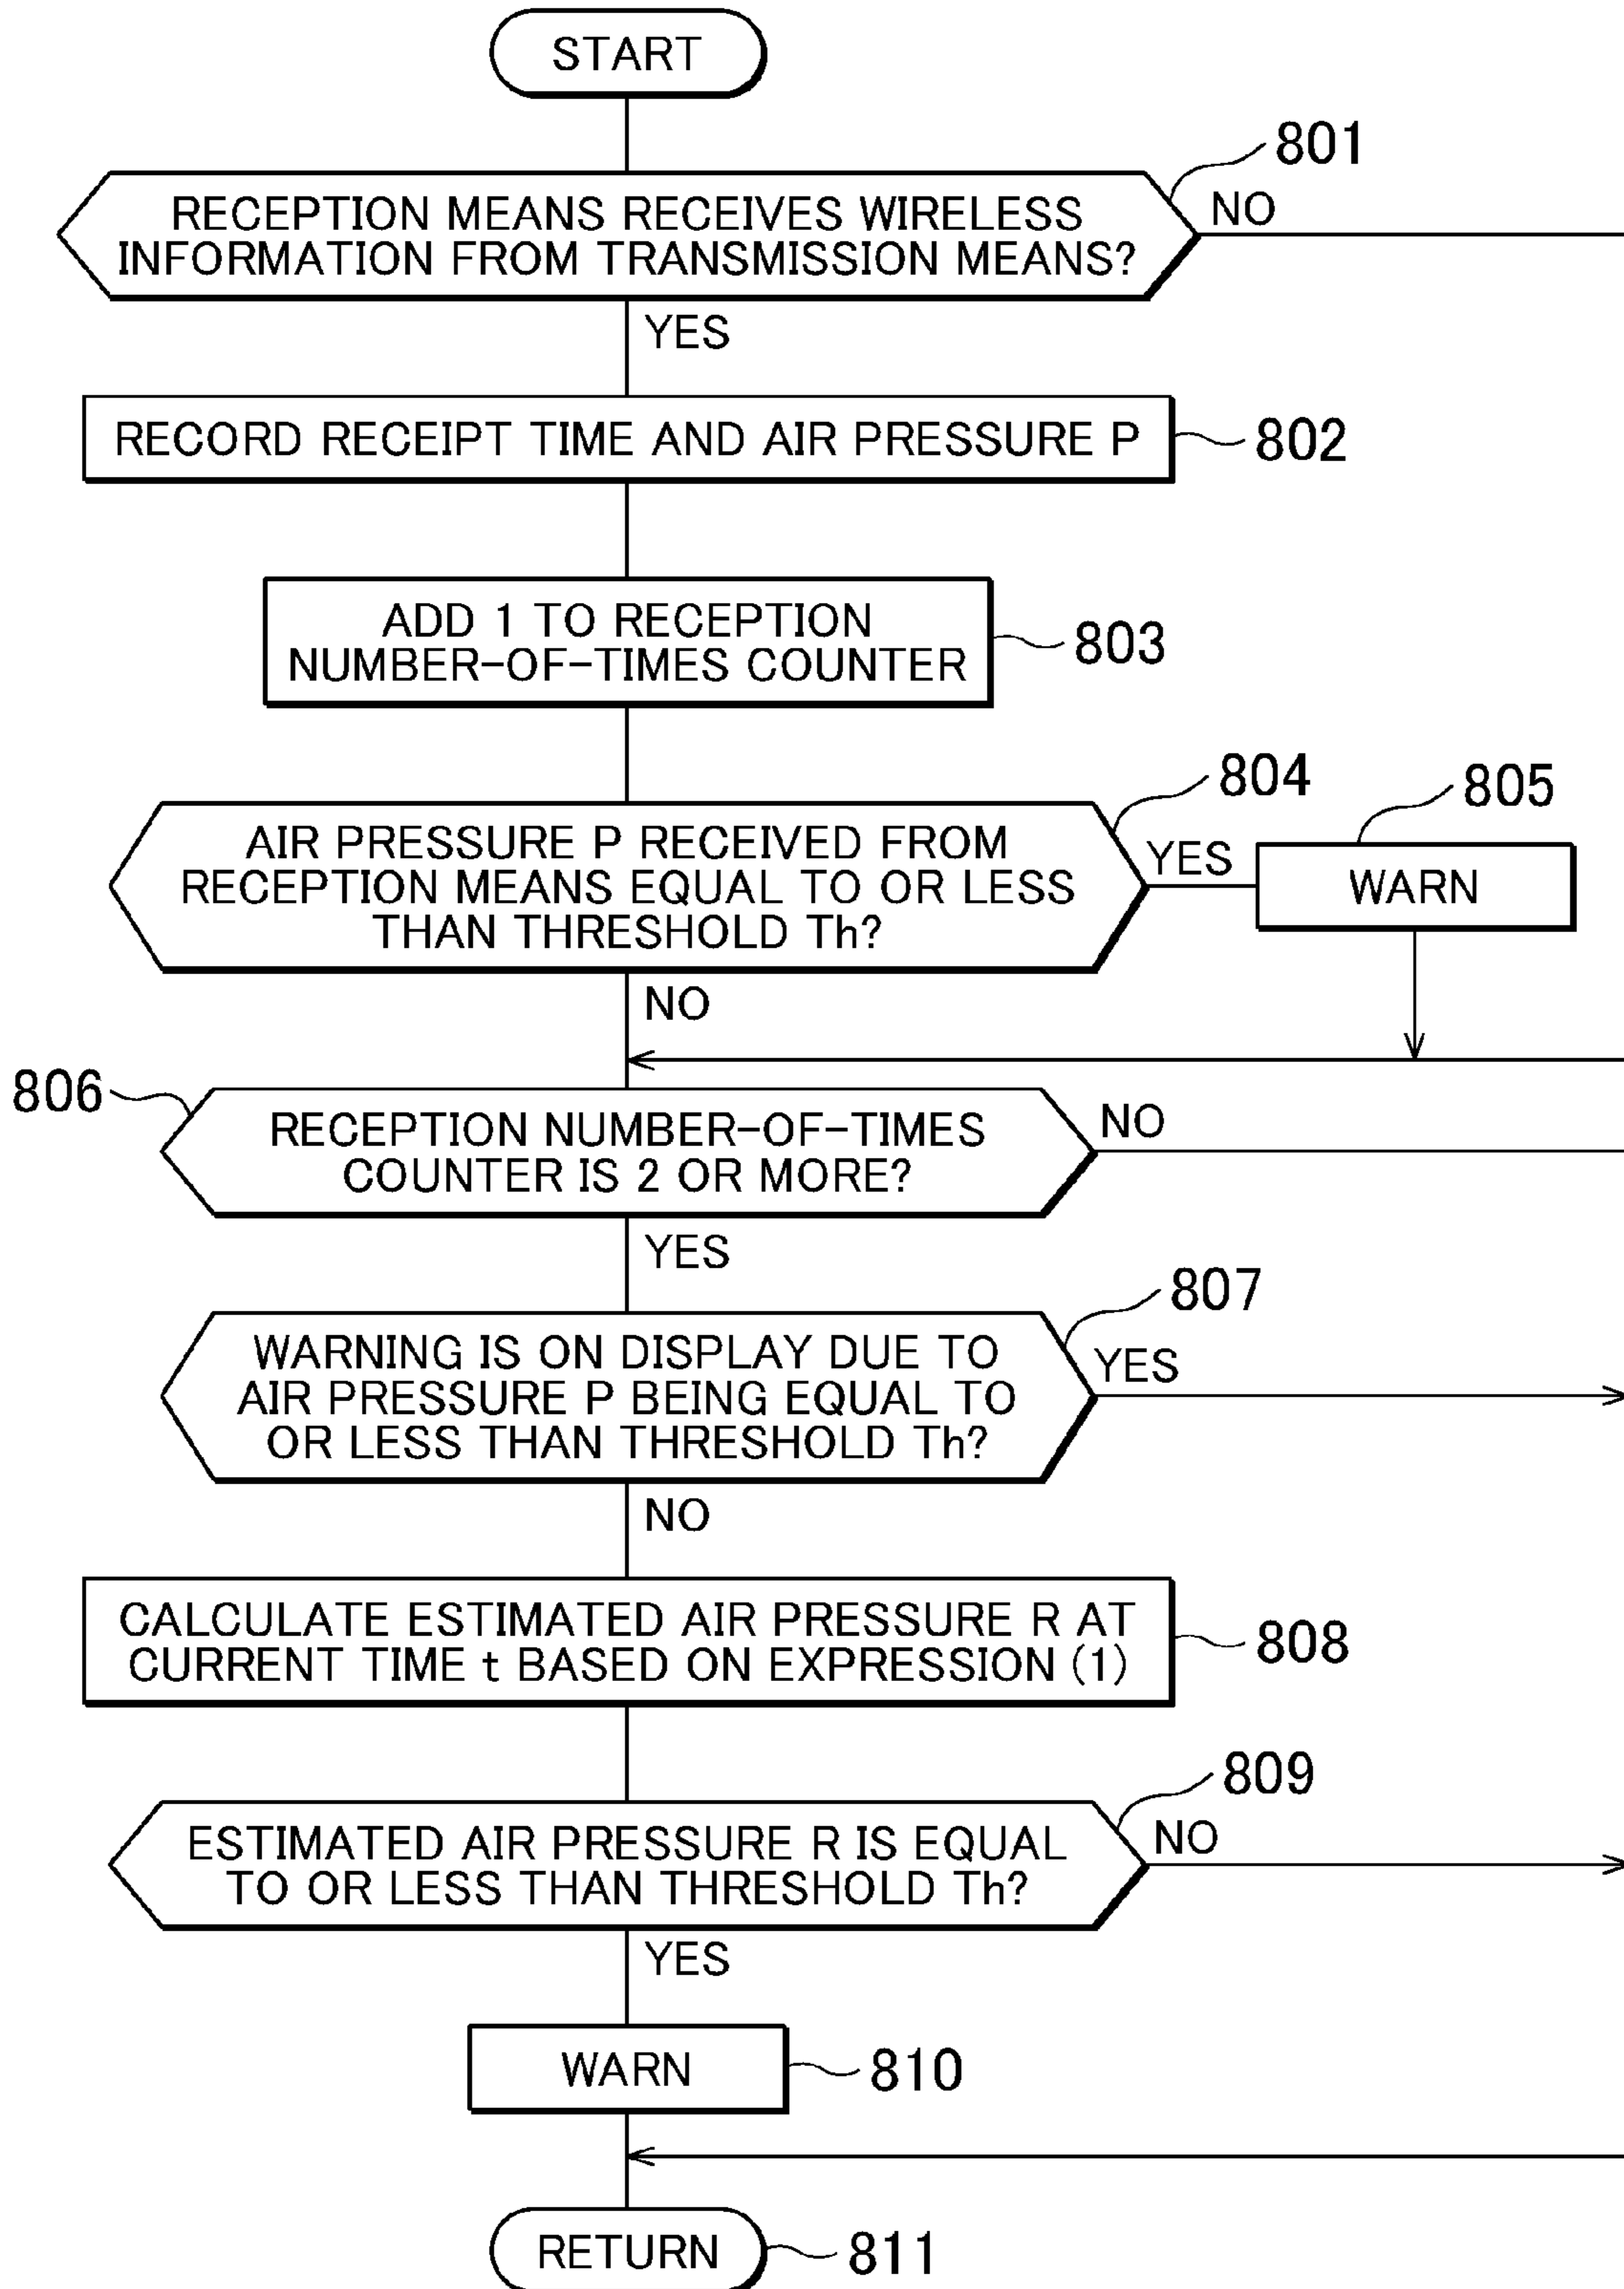 START
801
RECEPTION MEANS RECEIVES WIRELESS
INFORMATION FROM TRANSMISSION MEANS?
NO
YES
RECORD RECEIPT TIME AND AIR PRESSURE P
802
ADD 1 TO RECEPTION
NUMBER-OF-TIMES COUNTER
803
804
AIR PRESSURE P RECEIVED FROM
RECEPTION MEANS EQUAL TO OR LESS
THAN THRESHOLD Th?
YES
805
WARN
NO
806
RECEPTION NUMBER-OF-TIMES
COUNTER IS 2 OR MORE?
NO
YES
807
WARNING IS ON DISPLAY DUE TO
AIR PRESSURE P BEING EQUAL TO
OR LESS THAN THRESHOLD Th?
YES
NO
CALCULATE ESTIMATED AIR PRESSURE R AT
CURRENT TIME t BASED ON EXPRESSION (1)
808
809
ESTIMATED AIR PRESSURE R IS EQUAL
TO OR LESS THAN THRESHOLD Th?
NO
YES
WARN
810
RETURN
811